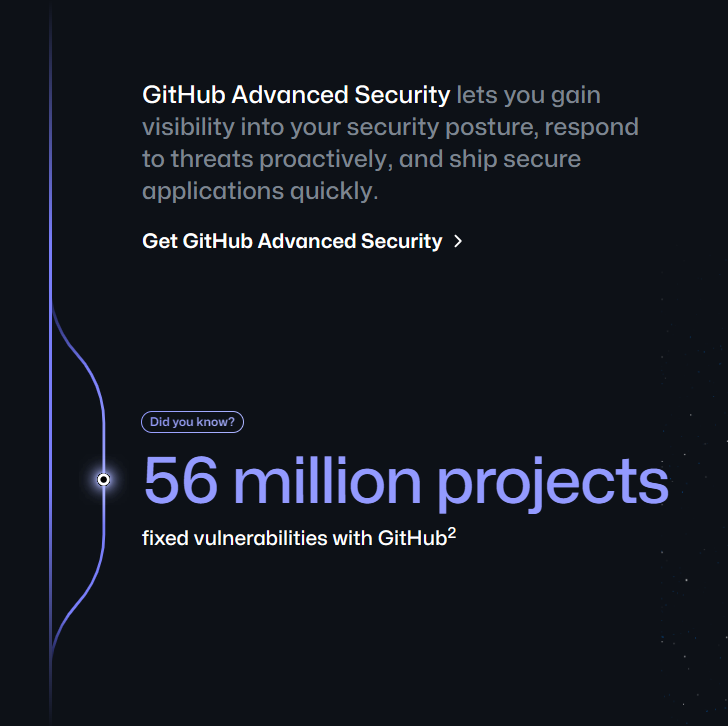 GitHub Advanced Security lets you gain
visibility into your security posture, respond
to threats proactively, and ship secure
applications quickly.
Get GitHub Advanced Security
Did you know?
56 million projects
fixed vulnerabilities with GitHub²